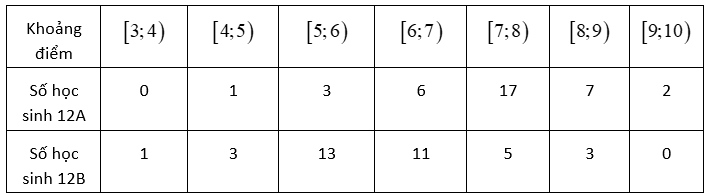 Khoảng điểm [3;4) [4;5) [5;6) [6;7) [7;8) [8;9) [9;10)
Số học sinh 12A 0 1 3 6 17 7 2
Số học sinh 12B 1 3 13 11 5 3 0